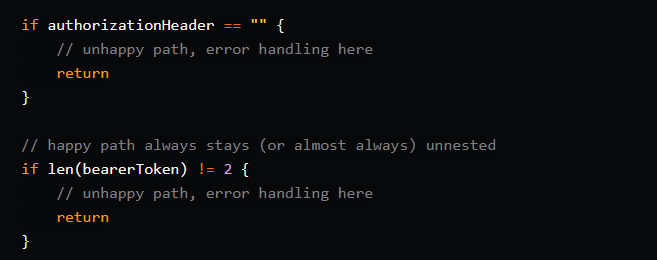 if authorizationHeader == "" {
    // unhappy path, error handling here
    return
}

// happy path always stays (or almost always) unnested
if len(bearerToken) != 2 {
    // unhappy path, error handling here
    return
}